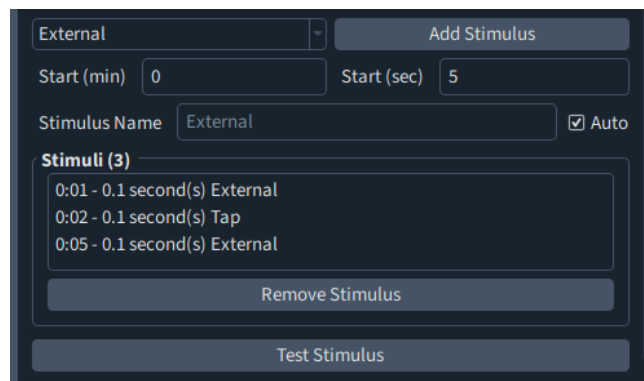 External
Add Stimulus
Start (min) 0 Start (sec) 5
Stimulus Name External Auto
Stimuli (3)
0:01 - 0.1 second(s) External
0:02 - 0.1 second(s) Tap
0:05 - 0.1 second(s) External
Remove Stimulus
Test Stimulus